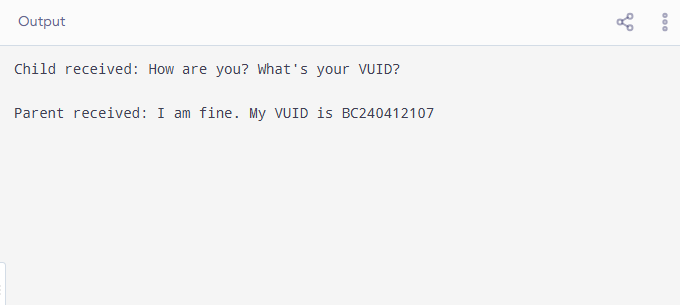 Output
Child received: How are you? What's your VUID?
Parent received: I am fine. My VUID is BC240412107